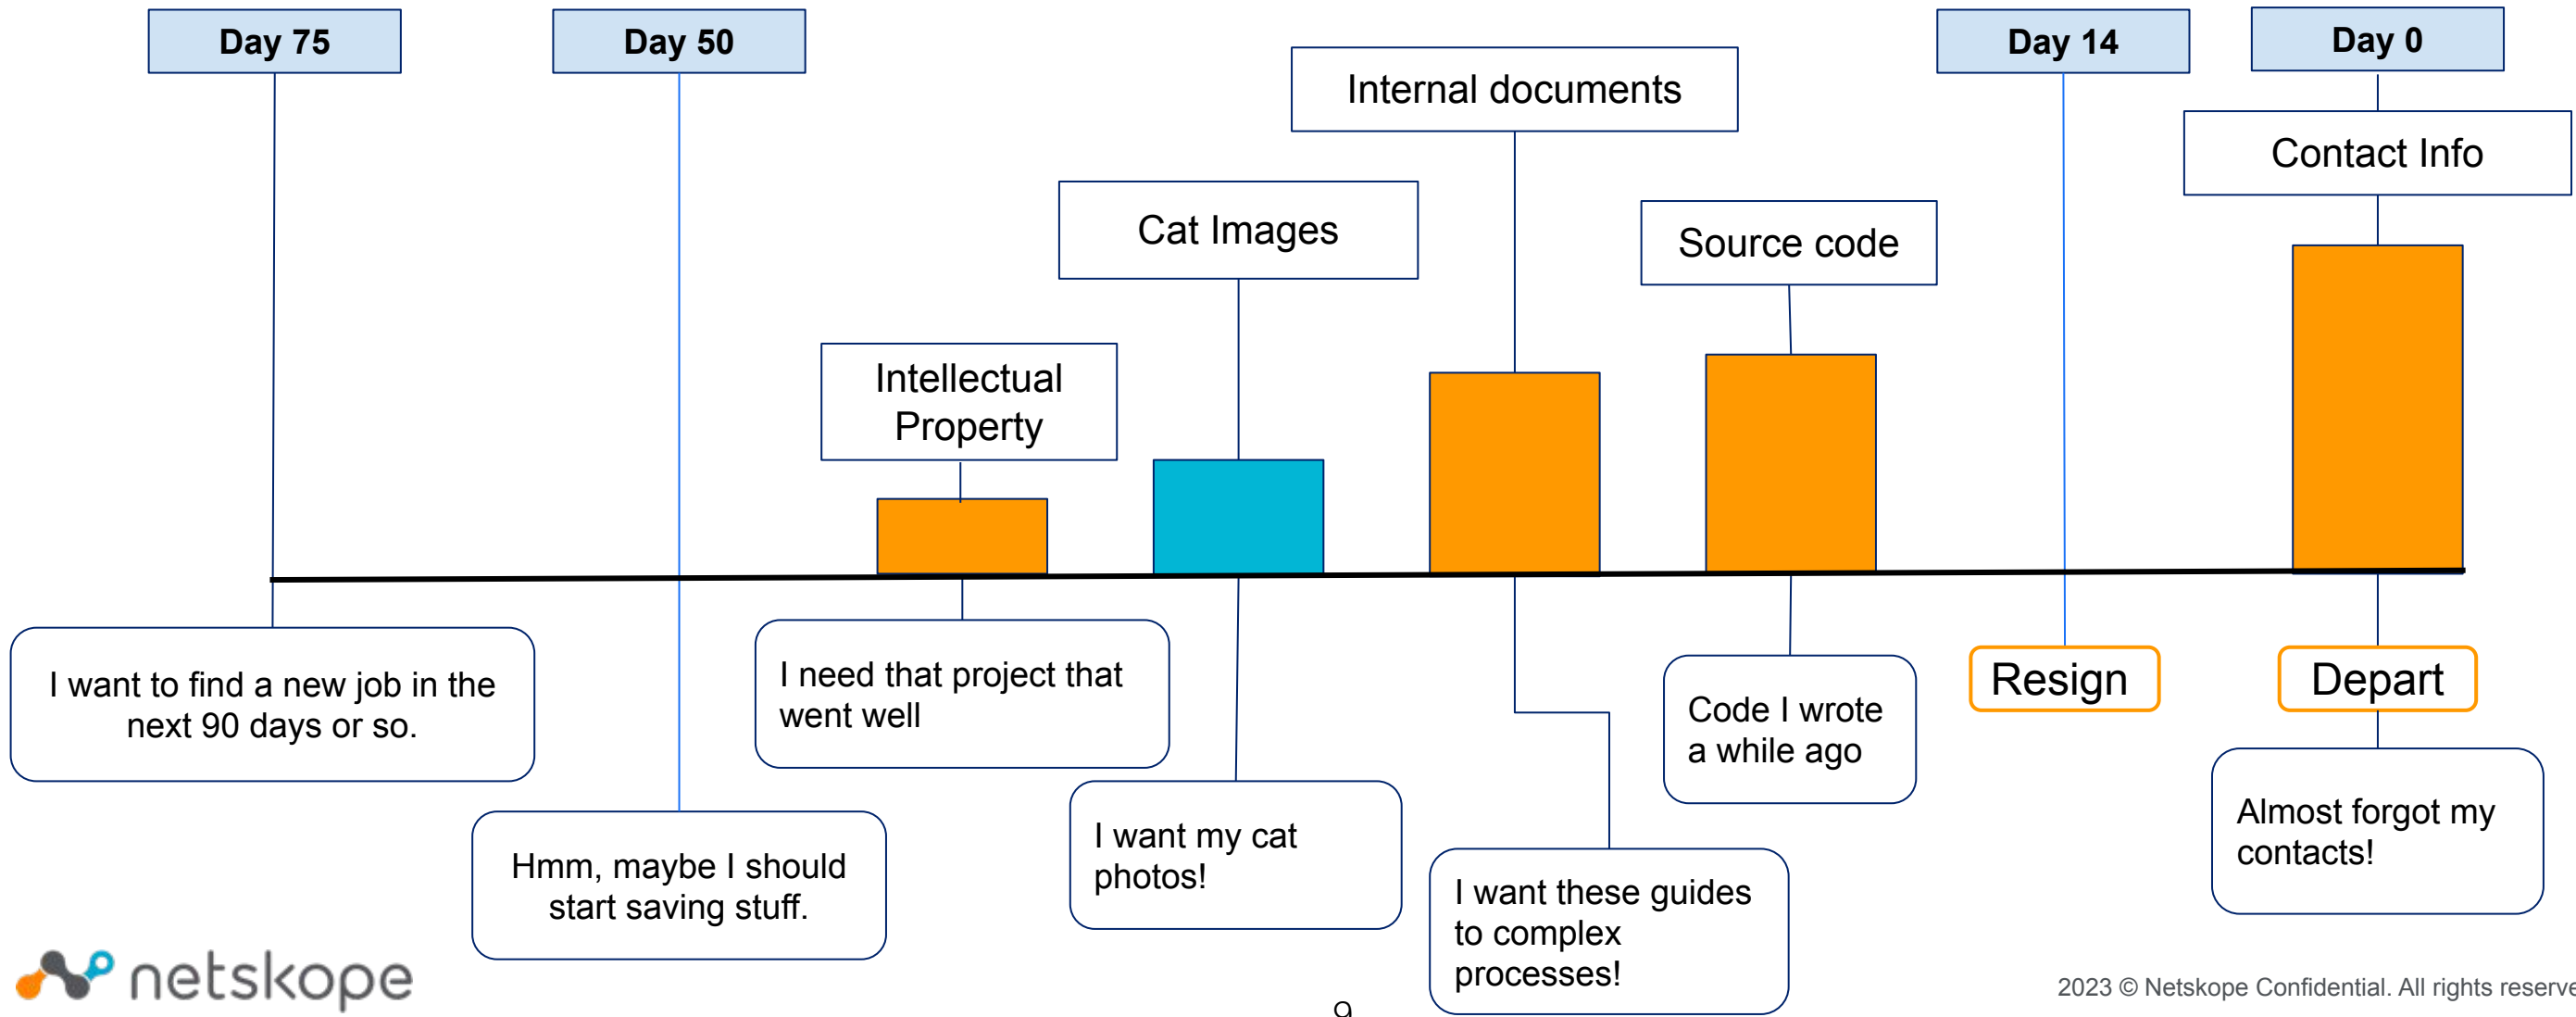 Day 75
Day 50
Day 14
Day 0
Internal documents
Contact Info
Cat Images
Source code
Intellectual
Property
I want to find a new job in the
next 90 days or so.
Hmm, maybe I should
start saving stuff.
I need that project that
went well
I want my cat
photos!
I want these guides
to complex
processes!
Code I wrote
a while ago
Resign
Depart
Almost forgot my
contacts!
netskope
9
2023 © Netskope Confidential. All rights reserve